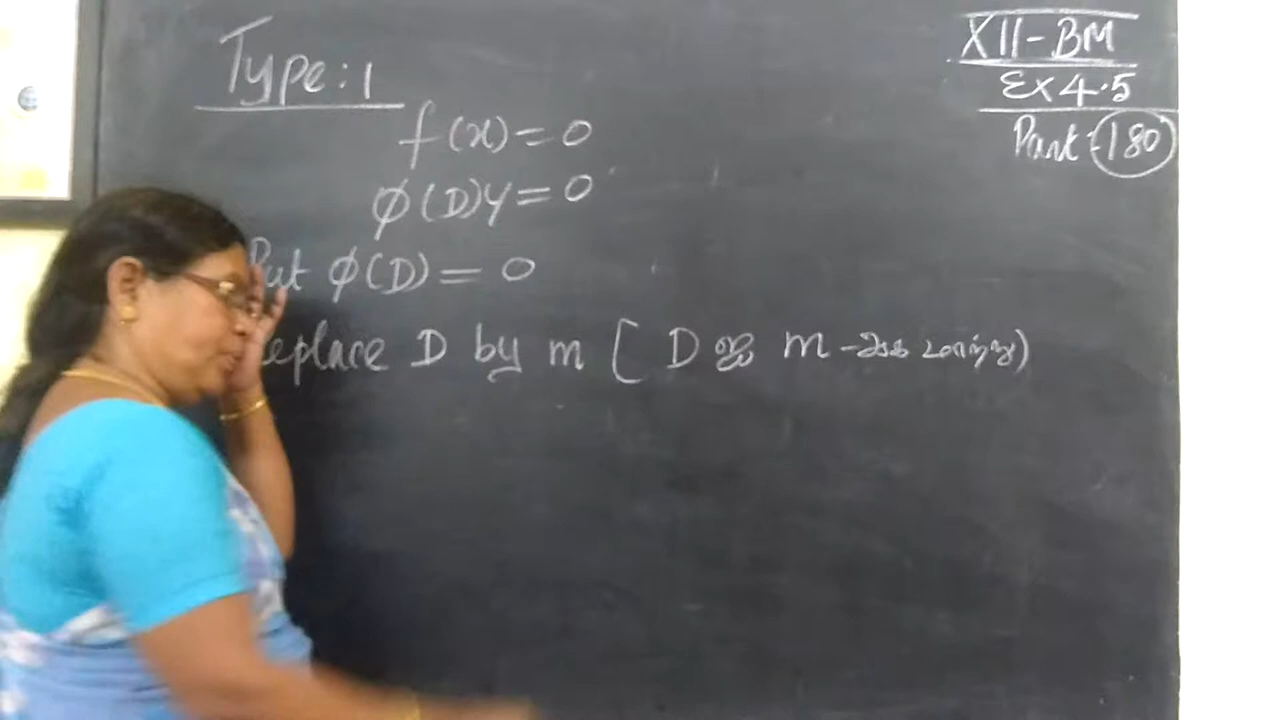 Type: 1
XII-BM
Ex 4.5
Part: 180
f(x)=0
ϕ(D)y=0
Put ϕ(D)=0
Replace D by m [ D ஐ m -ஆக மாற்று)